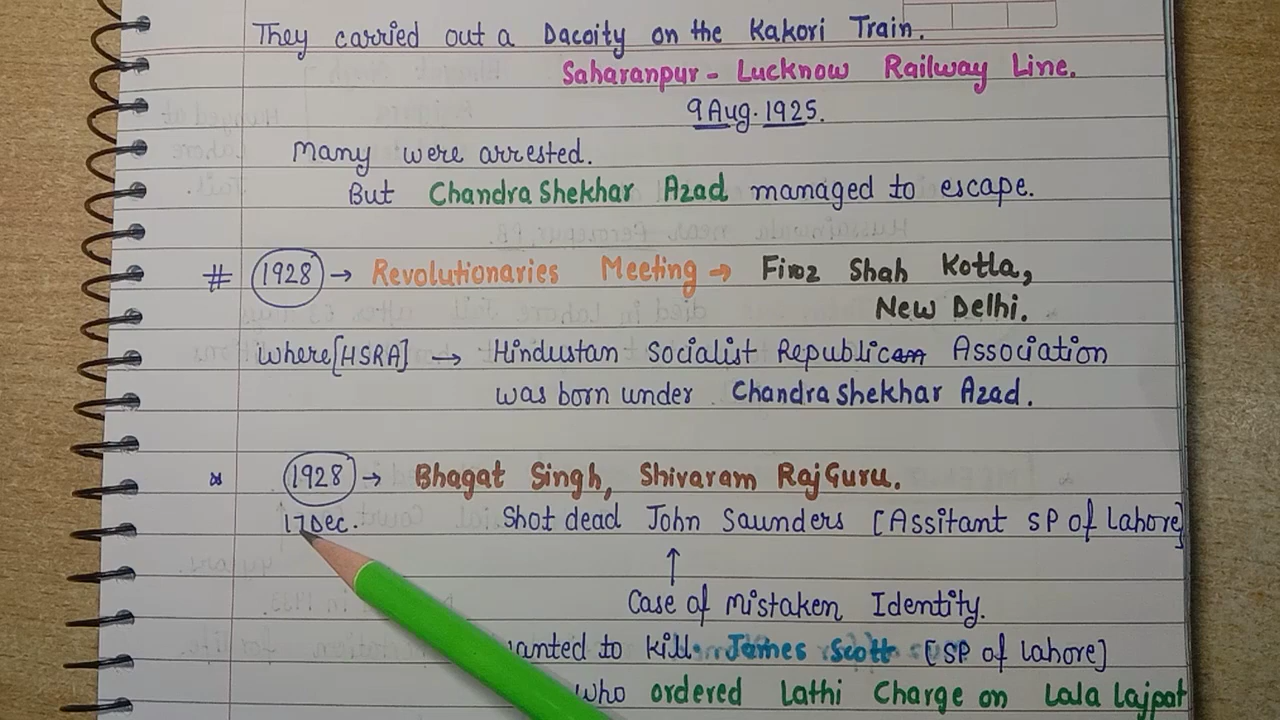 They carried out a Dacoity on the Kakori Train.
Saharanpur - Lucknow Railway Line.
9 Aug. 1925.
Many were arrested.
But Chandra Shekhar Azad managed to escape.
# 1928 → Revolutionaries Meeting → Firoz Shah Kotla,
New Delhi.
where [HSRA] → Hindustan Socialist Republican Association
was born under Chandra Shekhar Azad.
1928 → Bhagat Singh, Shivaram RajGuru.
17 Dec. Shot dead John Saunders [Assitant SP of Lahore]
↑
Case of Mistaken Identity.
anted to kill James Scott [SP of Lahore]
who ordered Lathi Charge on Lala Lajpat